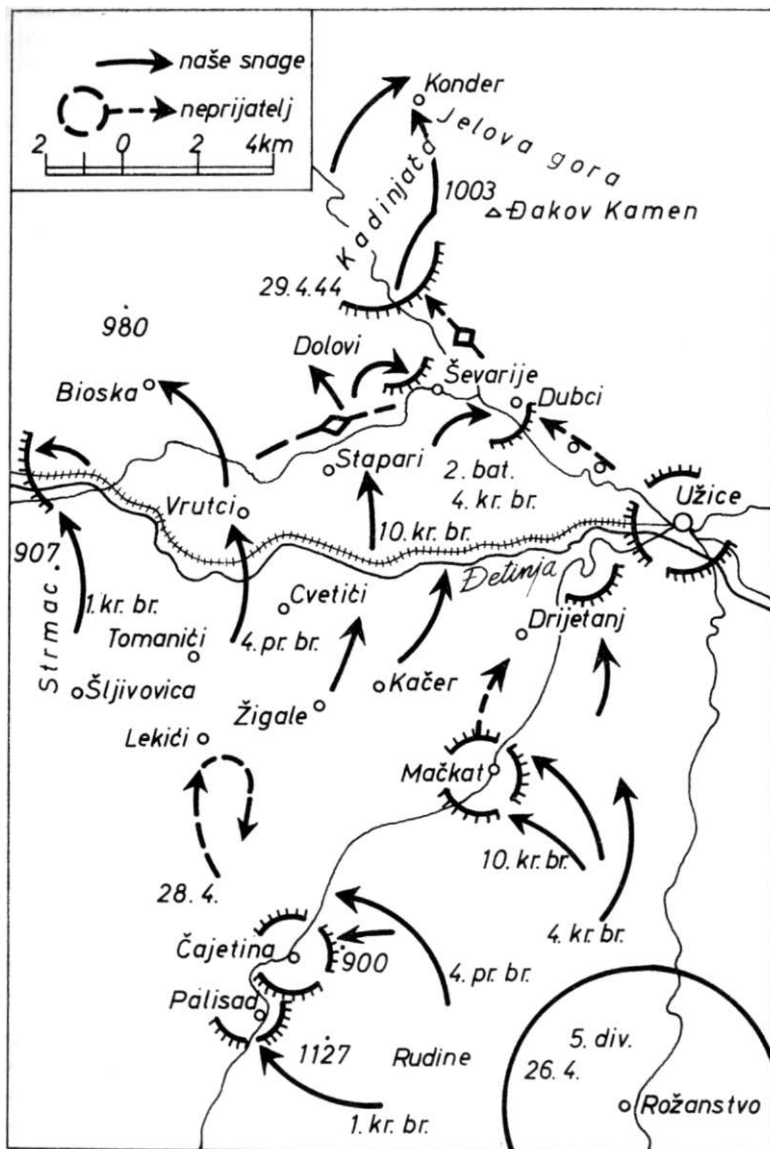 naše snage
neprijatelj
2 0 2 4km
Konder
Jelova gora
Kadinjača
1003
Đakov Kamen
29.4.44
980
Dolovi
Bioska
Ševarije
Dubci
Stapari
2. bat.
4. kr. br.
Užice
Vrutci
10. kr. br.
907
Đetinja
Strmac
1. kr. br.
Cvetići
Tomanići
4. pr. br.
Drijetanj
Šljivovica
Kačer
Žigale
Lekići
Mačkat
10. kr. br.
28. 4.
4. kr. br.
Čajetina
900
4. pr. br.
Palisad
1127
Rudine
5. div.
26. 4.
Rožanstvo
1. kr. br.